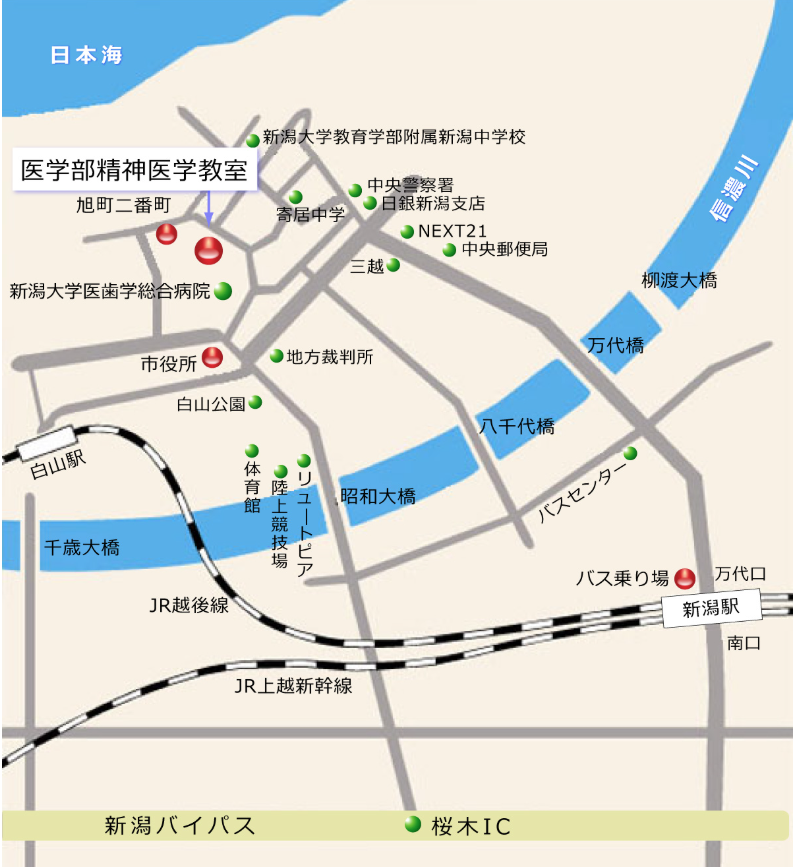 日本海
新潟大学教育学部附属新潟中学校
医学部精神医学教室
中央警察署
旭町二番町
寄居中学
日銀新潟支店
信濃川
NEXT21
中央郵便局
三越
柳渡大橋
新潟大学医歯学総合病院
万代橋
市役所
地方裁判所
白山公園
八千代橋
白山駅
体育館
陸上競技場
リュートピア
昭和大橋
バスセンター
千歳大橋
バス乗り場
万代口
JR越後線
新潟駅
南口
JR上越新幹線
新潟バイパス
桜木IC